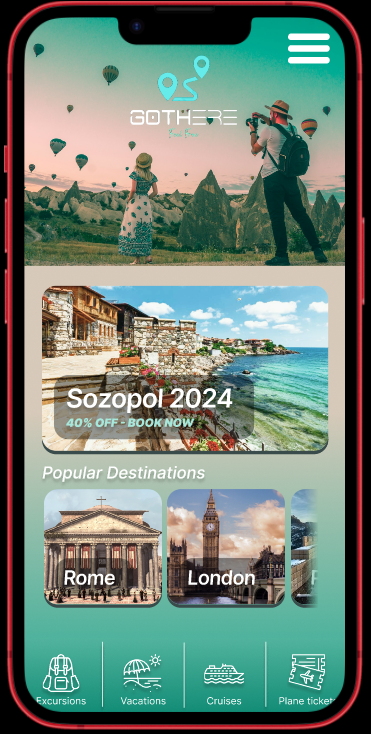 GOTHERE
Sozopol 2024
40% OFF - BOOK NOW
Popular Destinations
Rome
London
Excursions
Vacations
Cruises
Plane ticket